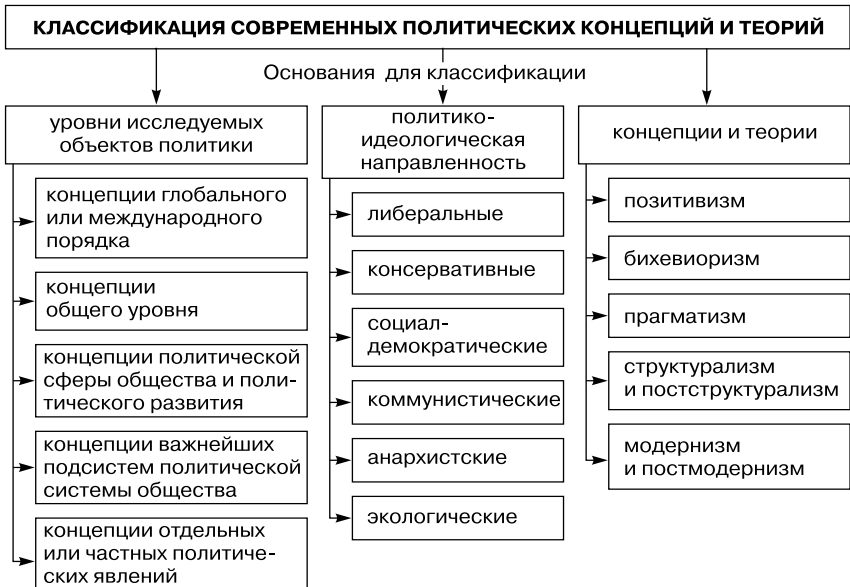 КЛАССИФИКАЦИЯ СОВРЕМЕННЫХ ПОЛИТИЧЕСКИХ КОНЦЕПЦИЙ И ТЕОРИЙ
Основания для классификации
уровни исследуемых
объектов политики
концепции глобального
или международного
порядка
концепции
общего уровня
концепции политической
сферы общества и поли-
тического развития
концепции важнейших
подсистем политической
системы общества
концепции отдельных
или частных политиче-
ских явлений
политико-
идеологическая
направленность
либеральные
консервативные
социал-
демократические
коммунистические
анархистские
экологические
концепции и теории
позитивизм
бихевиоризм
прагматизм
структурализм
и постструктурализм
модернизм
и постмодернизм